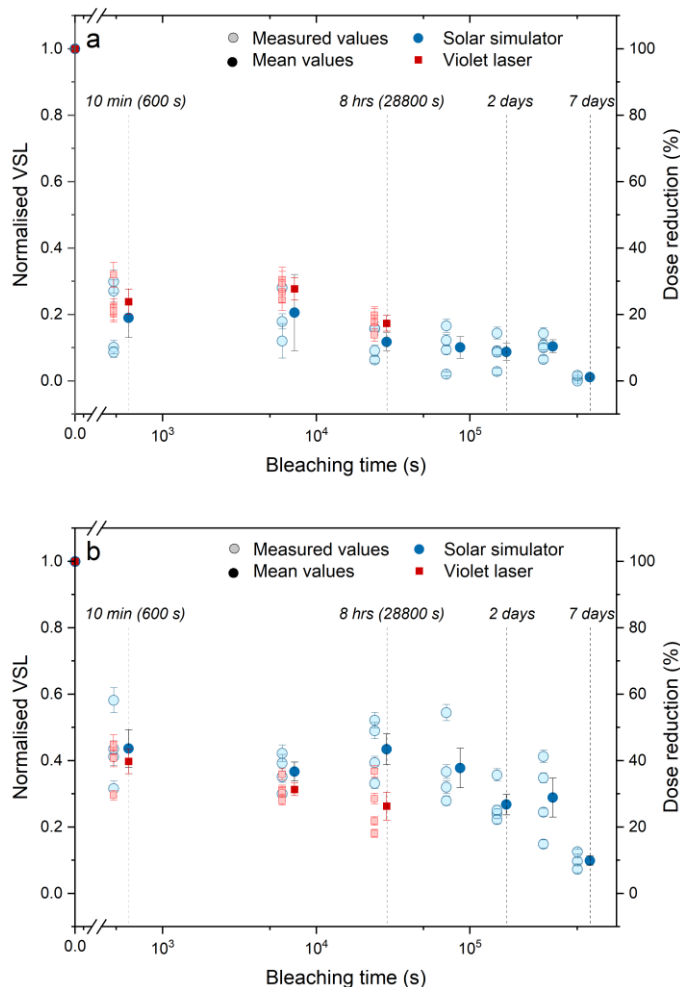 a
Measured values
Solar simulator
Mean values
Violet laser
10 min (600 s)
8 hrs (28800 s)
2 days
7 days
1.0
0.8
0.6
0.4
0.2
0.0
Normalised VSL
100
80
60
40
20
0
Dose reduction (%)
0.0
10³
10⁴
10⁵
Bleaching time (s)
b
Measured values
Solar simulator
Mean values
Violet laser
10 min (600 s)
8 hrs (28800 s)
2 days
7 days
1.0
0.8
0.6
0.4
0.2
0.0
Normalised VSL
100
80
60
40
20
0
Dose reduction (%)
0.0
10³
10⁴
10⁵
Bleaching time (s)